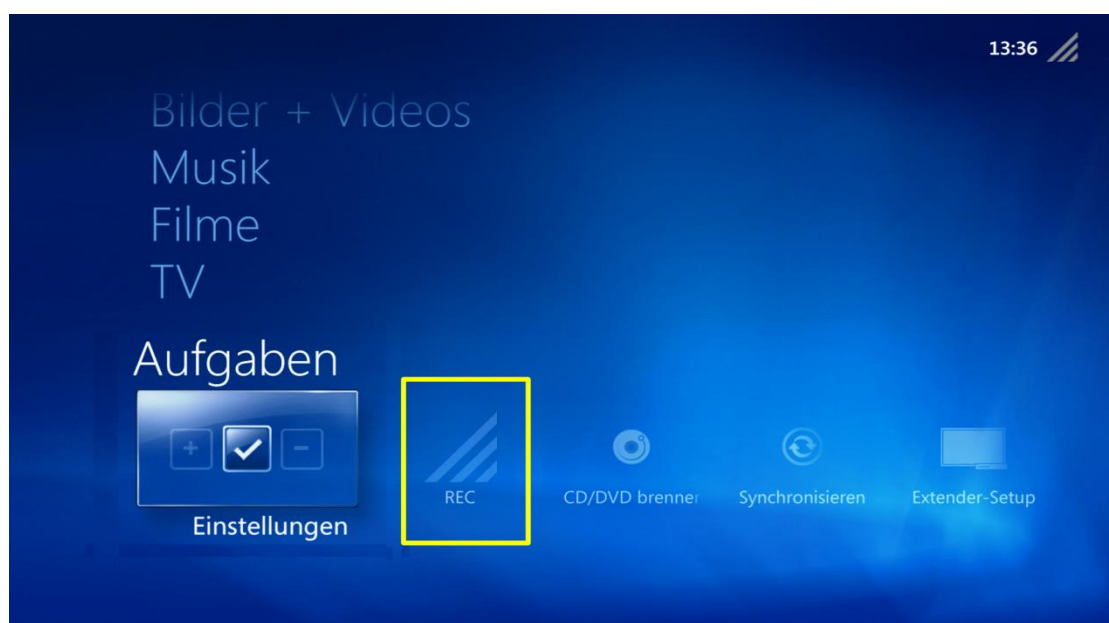 13:36
Bilder + Videos
Musik
Filme
TV
Aufgaben
REC
CD/DVD brenner
Synchronisieren
Extender-Setup
Einstellungen